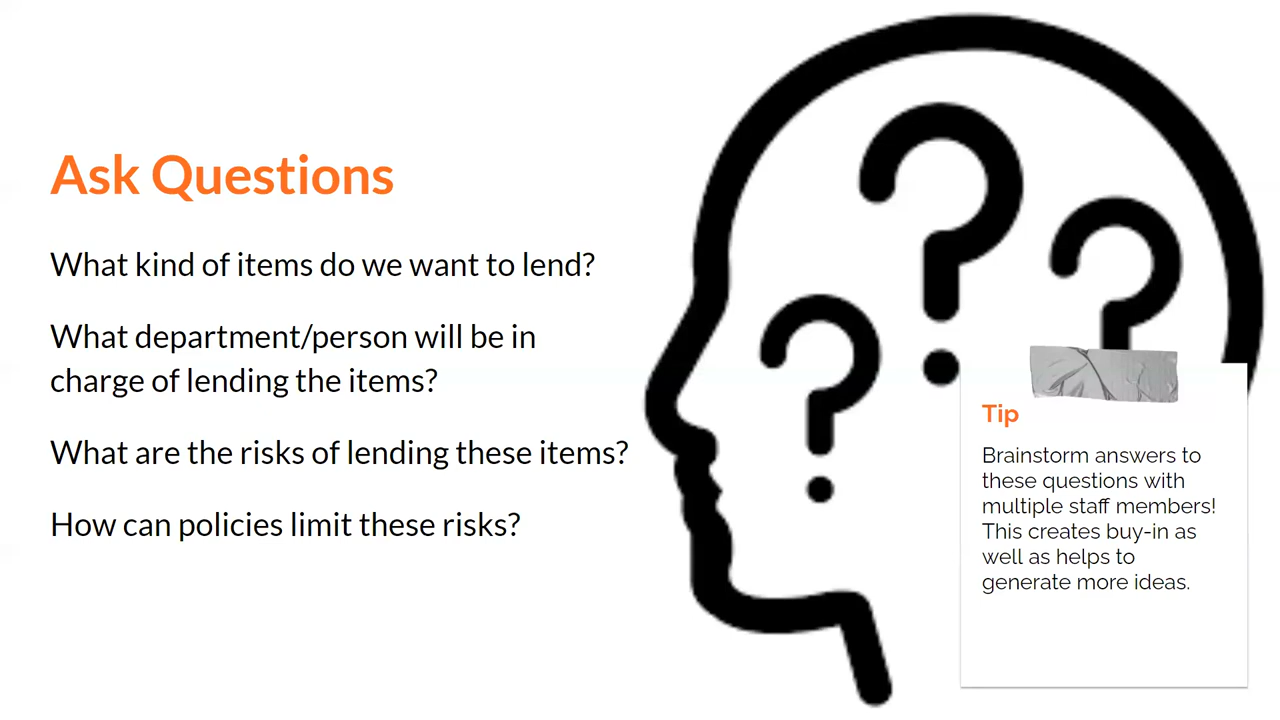 Ask Questions
What kind of items do we want to lend?
What department/person will be in
charge of lending the items?
What are the risks of lending these items?
How can policies limit these risks?
Tip
Brainstorm answers to
these questions with
multiple staff members!
This creates buy-in as
well as helps to
generate more ideas.